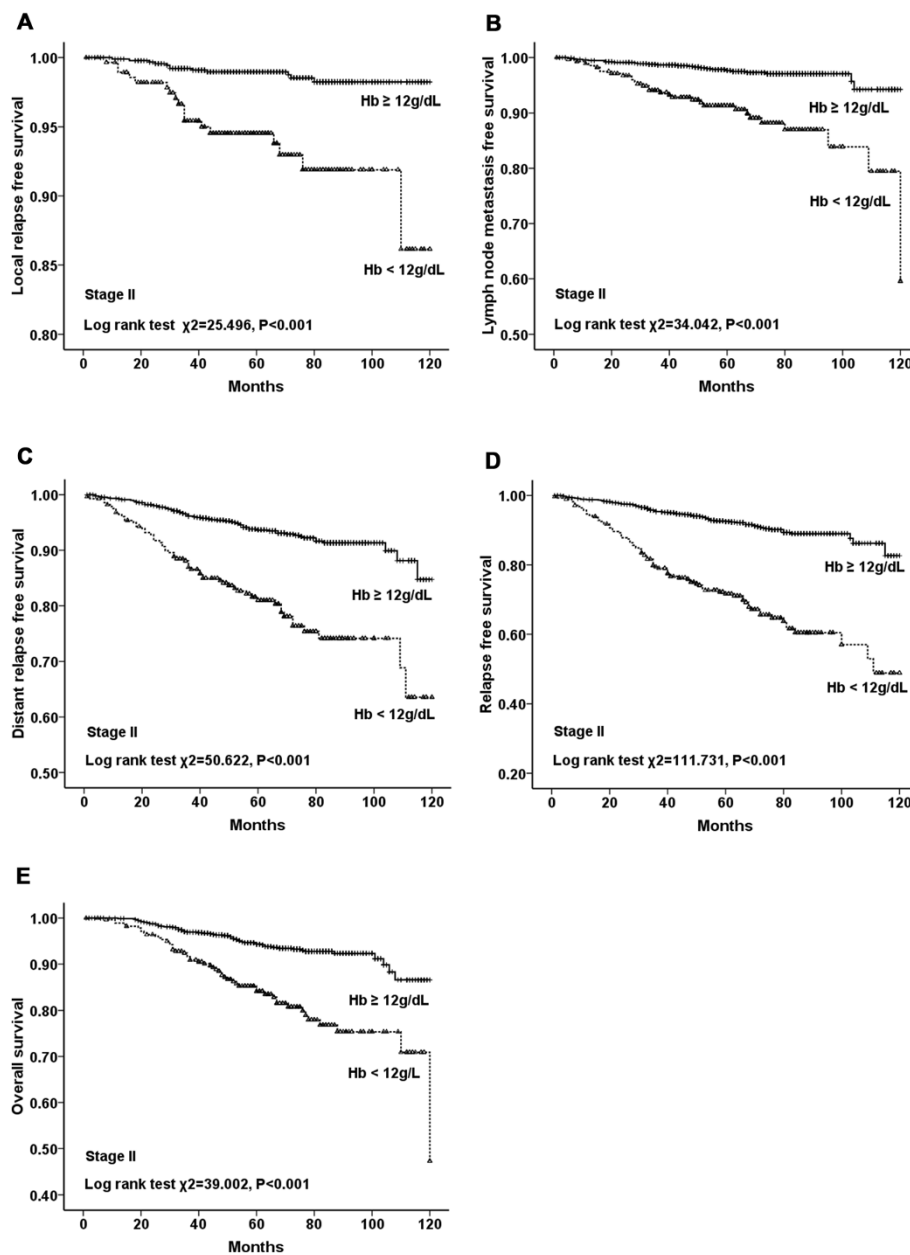 A
Local relapse free survival
1.00
0.95
0.90
0.85
0.80
Hb ≥ 12g/dL
Hb < 12g/dL
Stage II
Log rank test χ2=25.496, P<0.001
0 20 40 60 80 100 120
Months
B
Lymph node metastasis free survival
1.00
0.90
0.80
0.70
0.60
0.50
Hb ≥ 12g/dL
Hb < 12g/dL
Stage II
Log rank test χ2=34.042, P<0.001
0 20 40 60 80 100 120
Months
C
Distant relapse free survival
1.00
0.90
0.80
0.70
0.60
0.50
Hb ≥ 12g/dL
Hb < 12g/dL
Stage II
Log rank test χ2=50.622, P<0.001
0 20 40 60 80 100 120
Months
D
Relapse free survival
1.00
0.80
0.60
0.40
0.20
Hb ≥ 12g/dL
Hb < 12g/dL
Stage II
Log rank test χ2=111.731, P<0.001
0 20 40 60 80 100 120
Months
E
Overall survival
1.00
0.90
0.80
0.70
0.60
0.50
0.40
Hb ≥ 12g/dL
Hb < 12g/L
Stage II
Log rank test χ2=39.002, P<0.001
0 20 40 60 80 100 120
Months